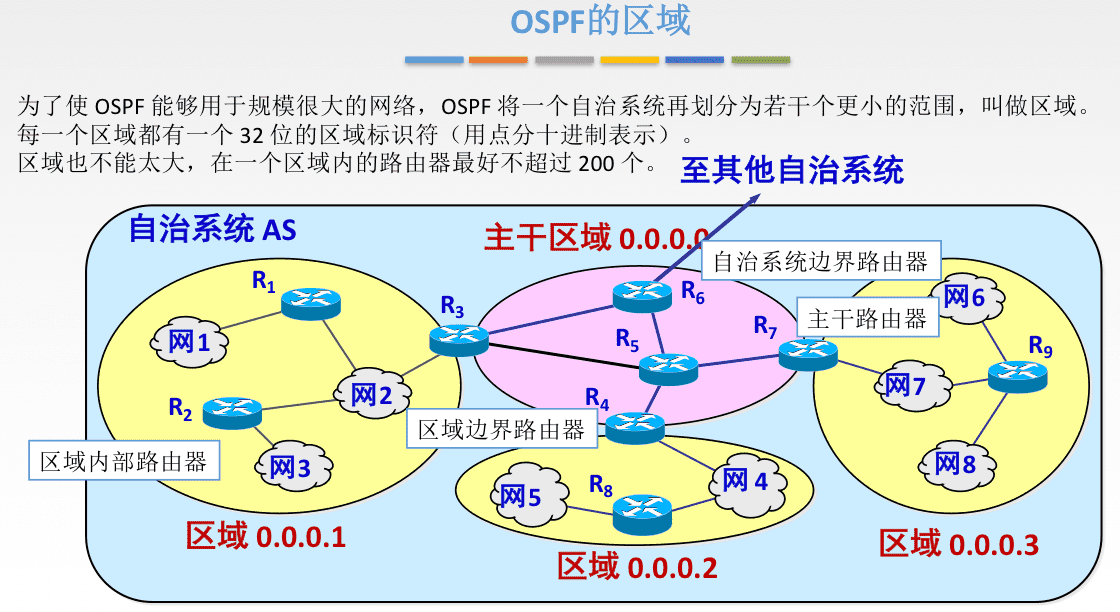 OSPF的区域
为了使 OSPF 能够用于规模很大的网络，OSPF 将一个自治系统再划分为若干个更小的范围，叫做区域。
每一个区域都有一个 32 位的区域标识符（用点分十进制表示）。
区域也不能太大，在一个区域内的路由器最好不超过 200 个。
至其他自治系统
自治系统 AS
主干区域 0.0.0.0
自治系统边界路由器
R1
R3
R6
网6
主干路由器
R7
R5
R9
网1
网2
网7
R2
R4
区域边界路由器
区域内部路由器
网3
网8
网5
R8
网4
区域 0.0.0.1
区域 0.0.0.2
区域 0.0.0.3